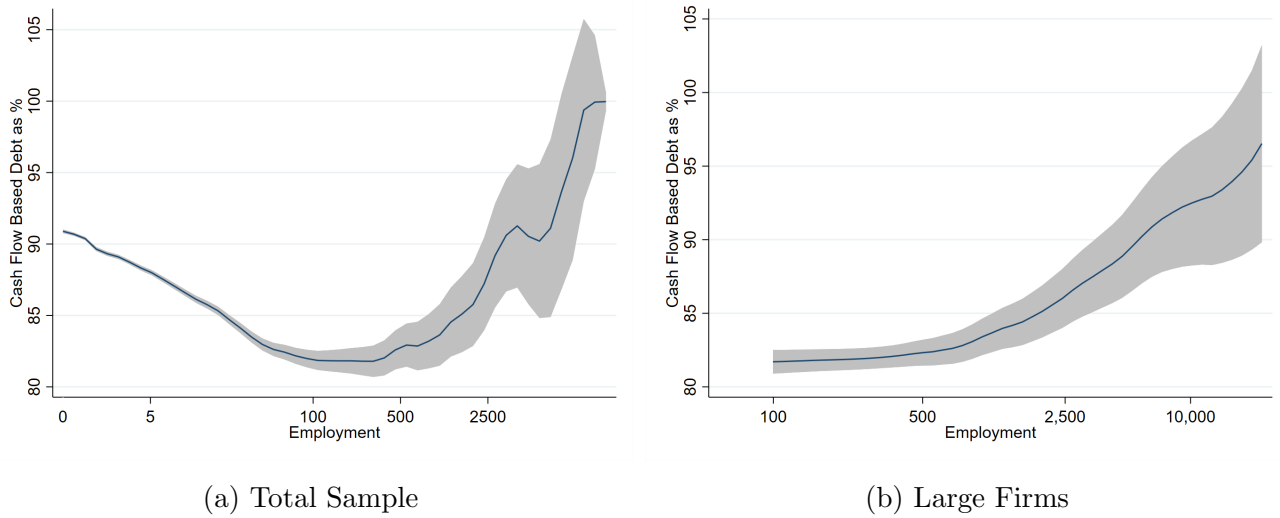 Cash Flow Based Debt as %
105
100
95
90
85
80
0 5 100 500 2500
Employment
(a) Total Sample
Cash Flow Based Debt as %
105
100
95
90
85
80
100 500 2,500 10,000
Employment
(b) Large Firms